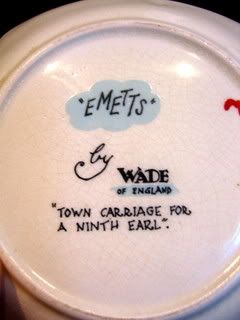 "EMETTS"
by
WADE
OF ENGLAND
"TOWN CARRIAGE FOR
A NINTH EARL".